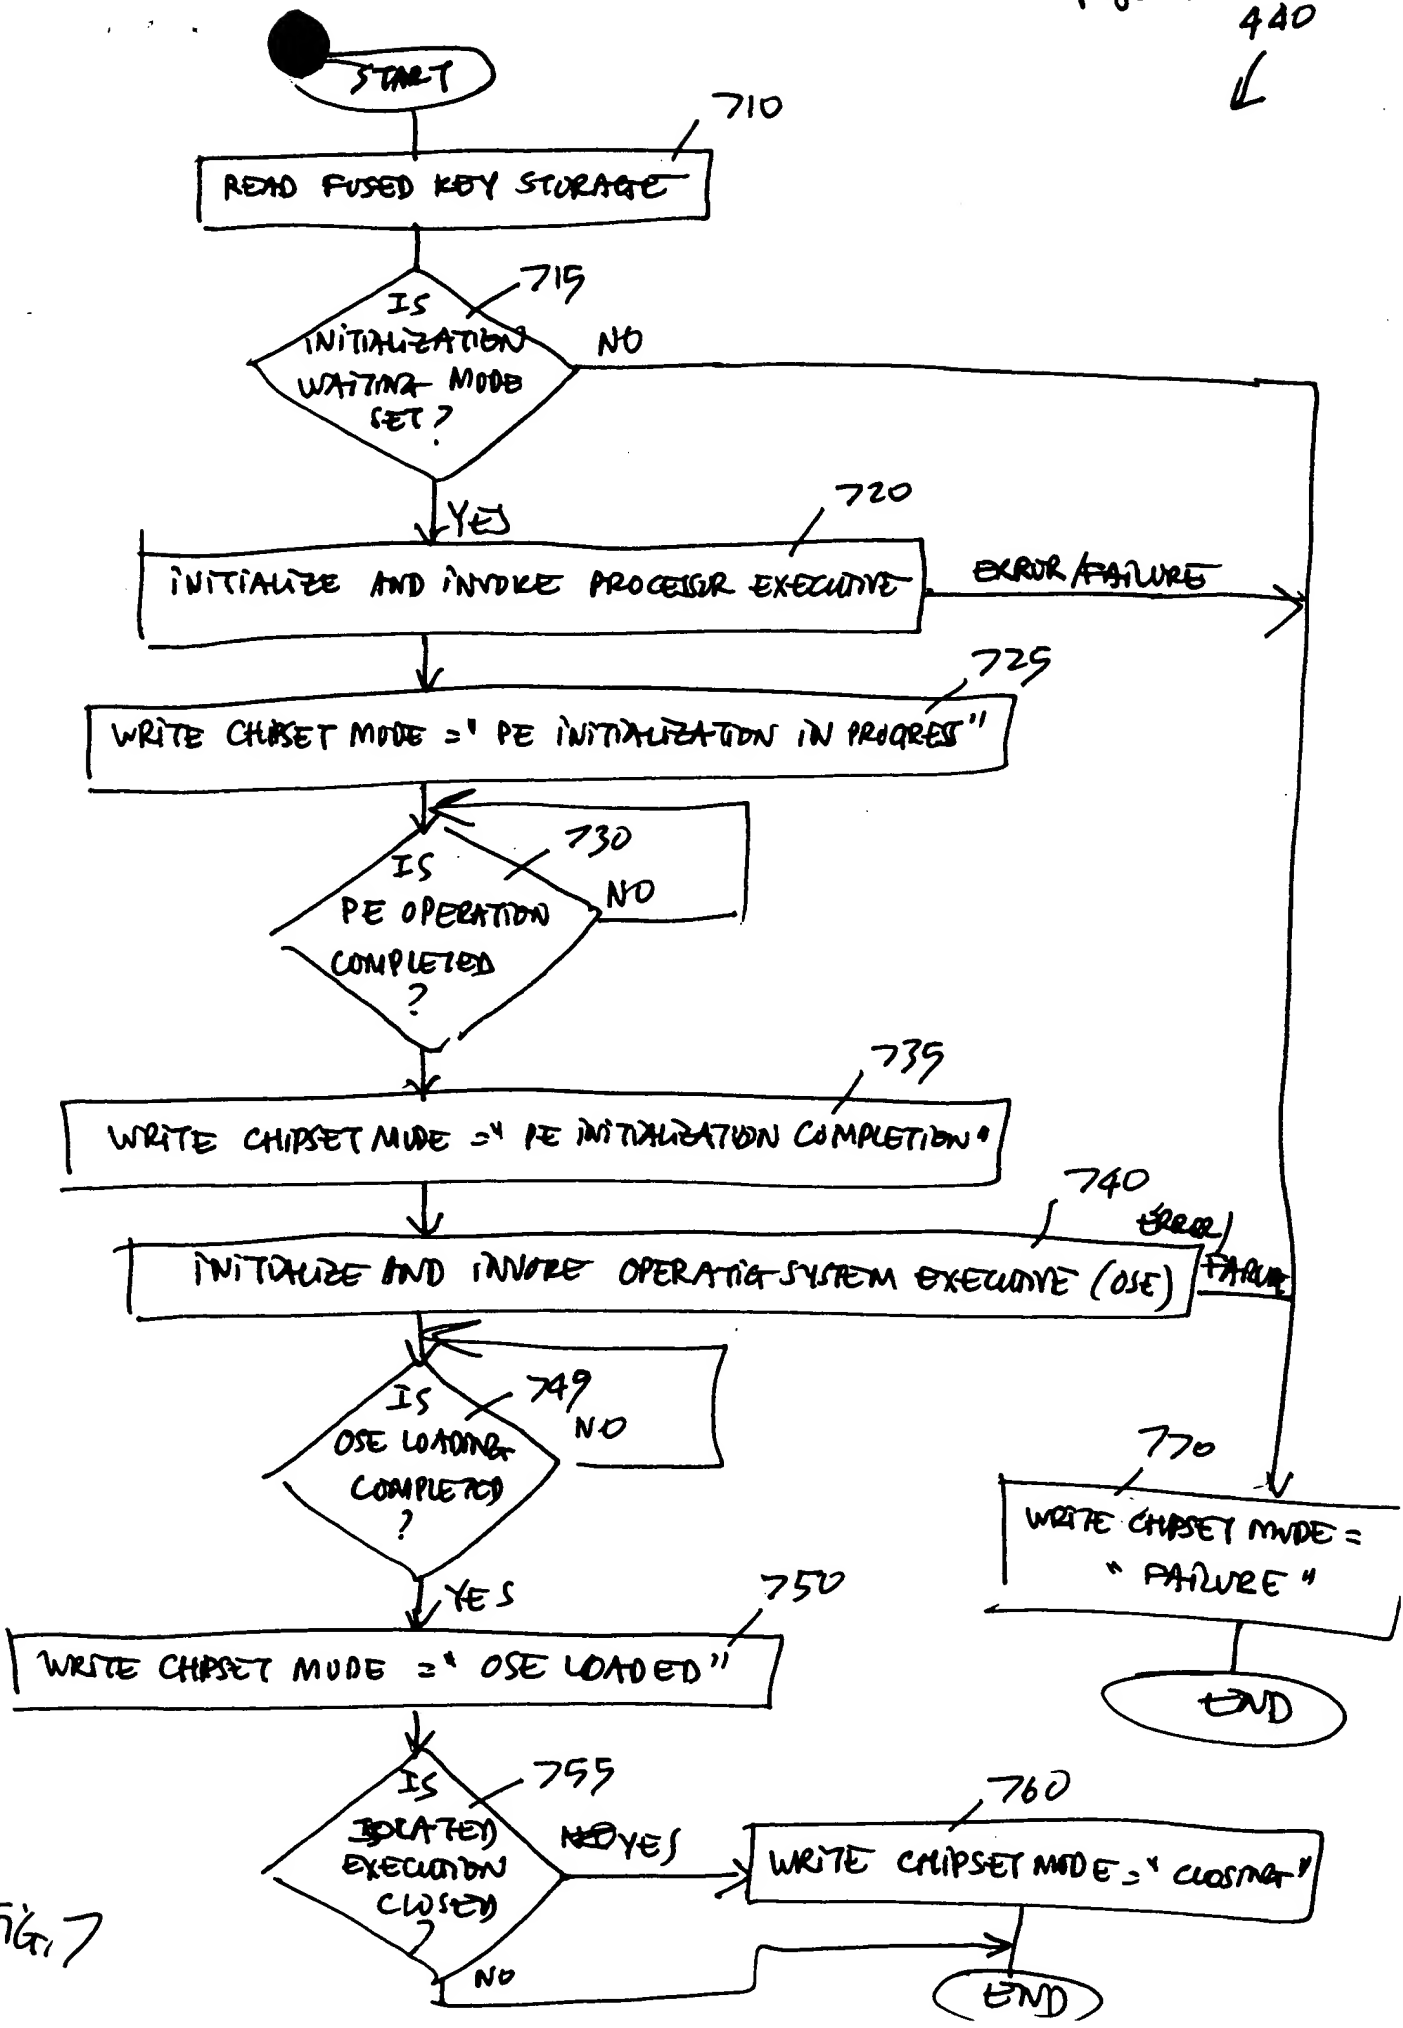 440
START
710
READ FUSED KEY STORAGE
715
IS
INITIALIZATION
WAITING MODE
SET?
NO
YES
720
INITIALIZE AND INVOKE PROCESSOR EXECUTIVE
ERROR/FAILURE
725
WRITE CHIPSET MODE = "PE INITIALIZATION IN PROGRESS"
730
IS
PE OPERATION
COMPLETED
?
NO
735
WRITE CHIPSET MODE = "PE INITIALIZATION COMPLETION"
740
ERROR/
FAILURE
INITIALIZE AND INVOKE OPERATIG SYSTEM EXECUTIVE (OSE)
749
IS
OSE LOADING
COMPLETED
?
NO
YES
770
WRITE CHIPSET MODE =
"FAILURE"
END
750
WRITE CHIPSET MODE = "OSE LOADED"
755
IS
ISOLATED
EXECUTION
CLOSED
?
YES
NO
760
WRITE CHIPSET MODE = "CLOSING"
END
FIG. 7